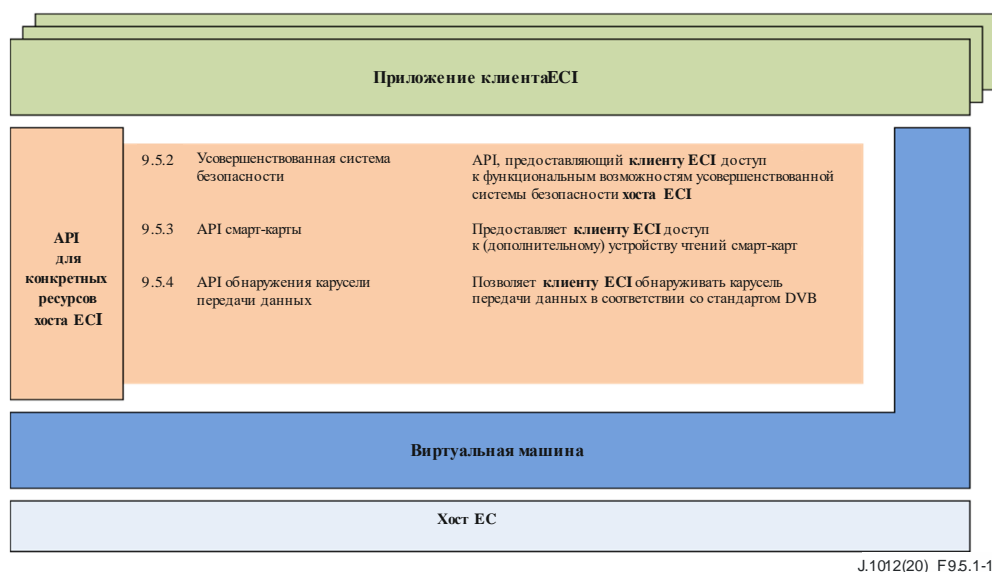 Приложение клиентаECI
API
для
конкретных
ресурсов
хоста ECI
9.5.2 Усовершенствованная система
безопасности
API, предоставляющий клиенту ECI доступ
к функциональным возможностям усовершенствованной
системы безопасности хоста ECI
9.5.3 API смарт-карты
Предоставляет клиенту ECI доступ
к (дополнительному) устройству чтений смарт-карт
9.5.4 API обнаружения карусели
передачи данных
Позволяет клиенту ECI обнаруживать карусель
передачи данных в соответствии со стандартом DVB
Виртуальная машина
Хост EC
J.1012(20)_F9.5.1-1